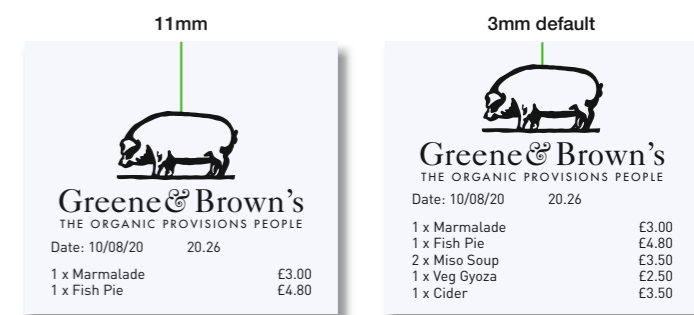 11mm
Greene & Brown's
THE ORGANIC PROVISIONS PEOPLE
Date: 10/08/20 20.26
1 x Marmalade £3.00
1 x Fish Pie £4.80
3mm default
Greene & Brown's
THE ORGANIC PROVISIONS PEOPLE
Date: 10/08/20 20.26
1 x Marmalade £3.00
1 x Fish Pie £4.80
2 x Miso Soup £3.50
1 x Veg Gyoza £2.50
1 x Cider £3.50